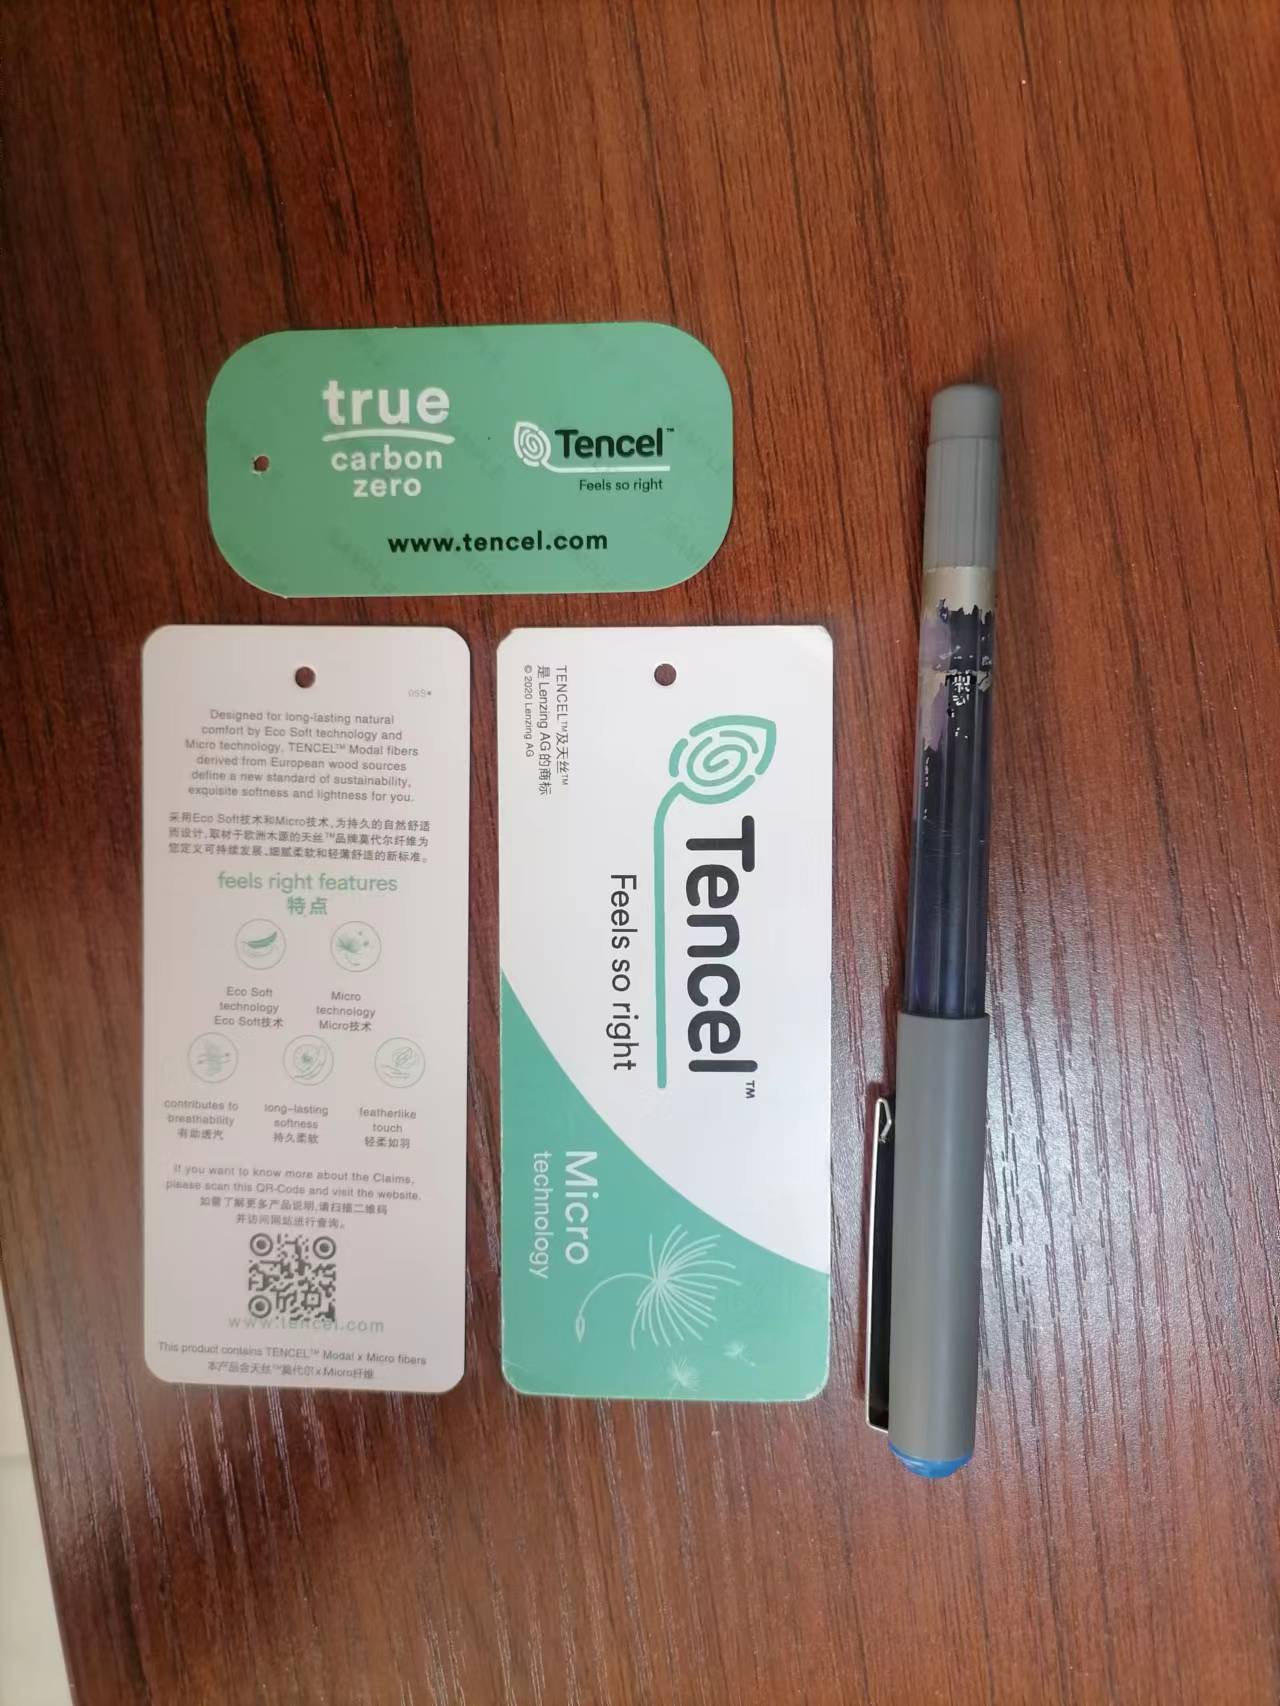 true
carbon
zero
Tencel™
Feels so right
www.tencel.com
055●
Designed for long-lasting natural
comfort by Eco Soft technology and
Micro technology, TENCEL™ Modal fibers
derived from European wood sources
define a new standard of sustainability,
exquisite softness and lightness for you.
采用Eco Soft技术和Micro技术,为持久的自然舒适
而设计,取材于欧洲木源的天丝™品牌莫代尔纤维为
您定义可持续发展、细腻柔软和轻薄舒适的新标准。
feels right features
特点
Eco Soft
technology
Eco Soft技术
Micro
technology
Micro技术
contributes to
breathability
有助透汽
long-lasting
softness
持久柔软
featherlike
touch
轻柔如羽
If you want to know more about the Claims,
please scan this QR-Code and visit the website.
如需了解更多产品说明,请扫描二维码
并访问网站进行查询。
www.tencel.com
This product contains TENCEL™ Modal x Micro fibers
本产品含天丝™莫代尔 x Micro纤维
TENCEL™及天丝™
是 Lenzing AG 的商标
© 2020 Lenzing AG
Tencel™
Feels so right
Micro
technology